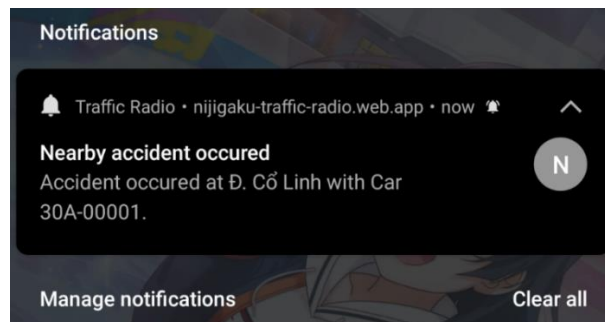 Notifications
Traffic Radio • nijigaku-traffic-radio.web.app • now
Nearby accident occured
N
Accident occured at Đ. Cổ Linh with Car
30A-00001.
Manage notifications
Clear all